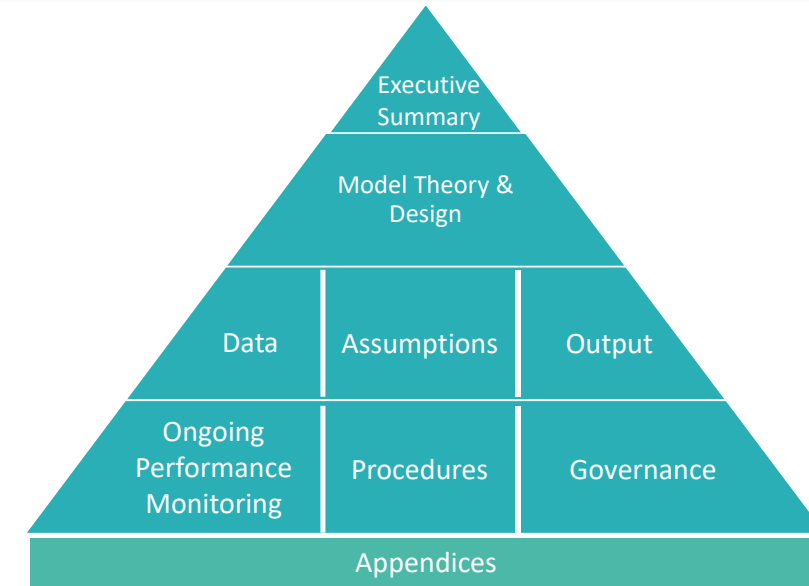 Executive
Summary
Model Theory &
Design
Data
Assumptions
Output
Ongoing
Performance
Monitoring
Procedures
Governance
Appendices